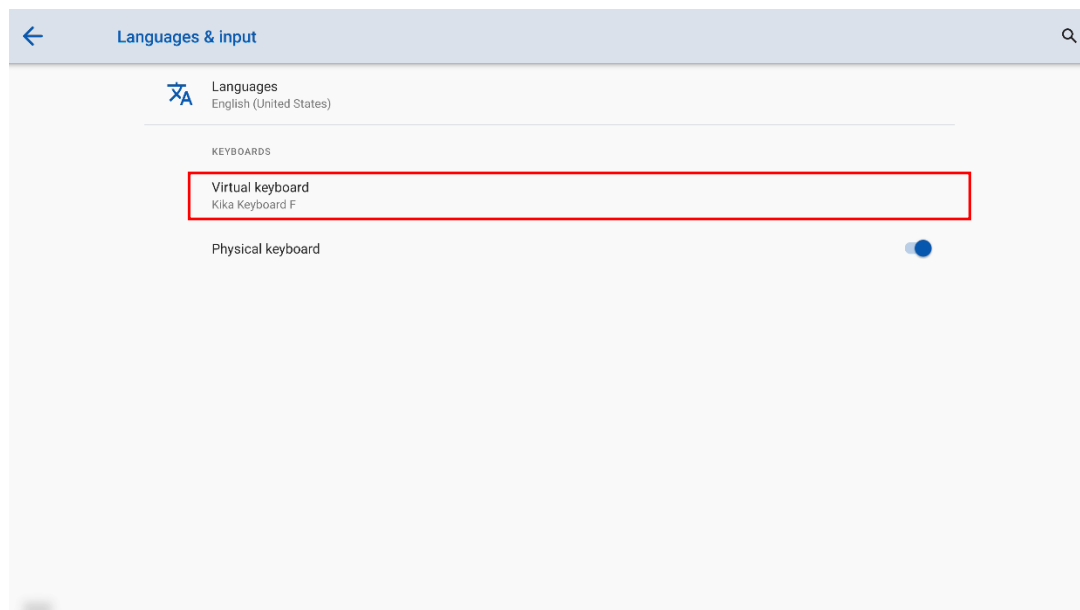 Languages & input
Languages
English (United States)
KEYBOARDS
Virtual keyboard
Kika Keyboard F
Physical keyboard